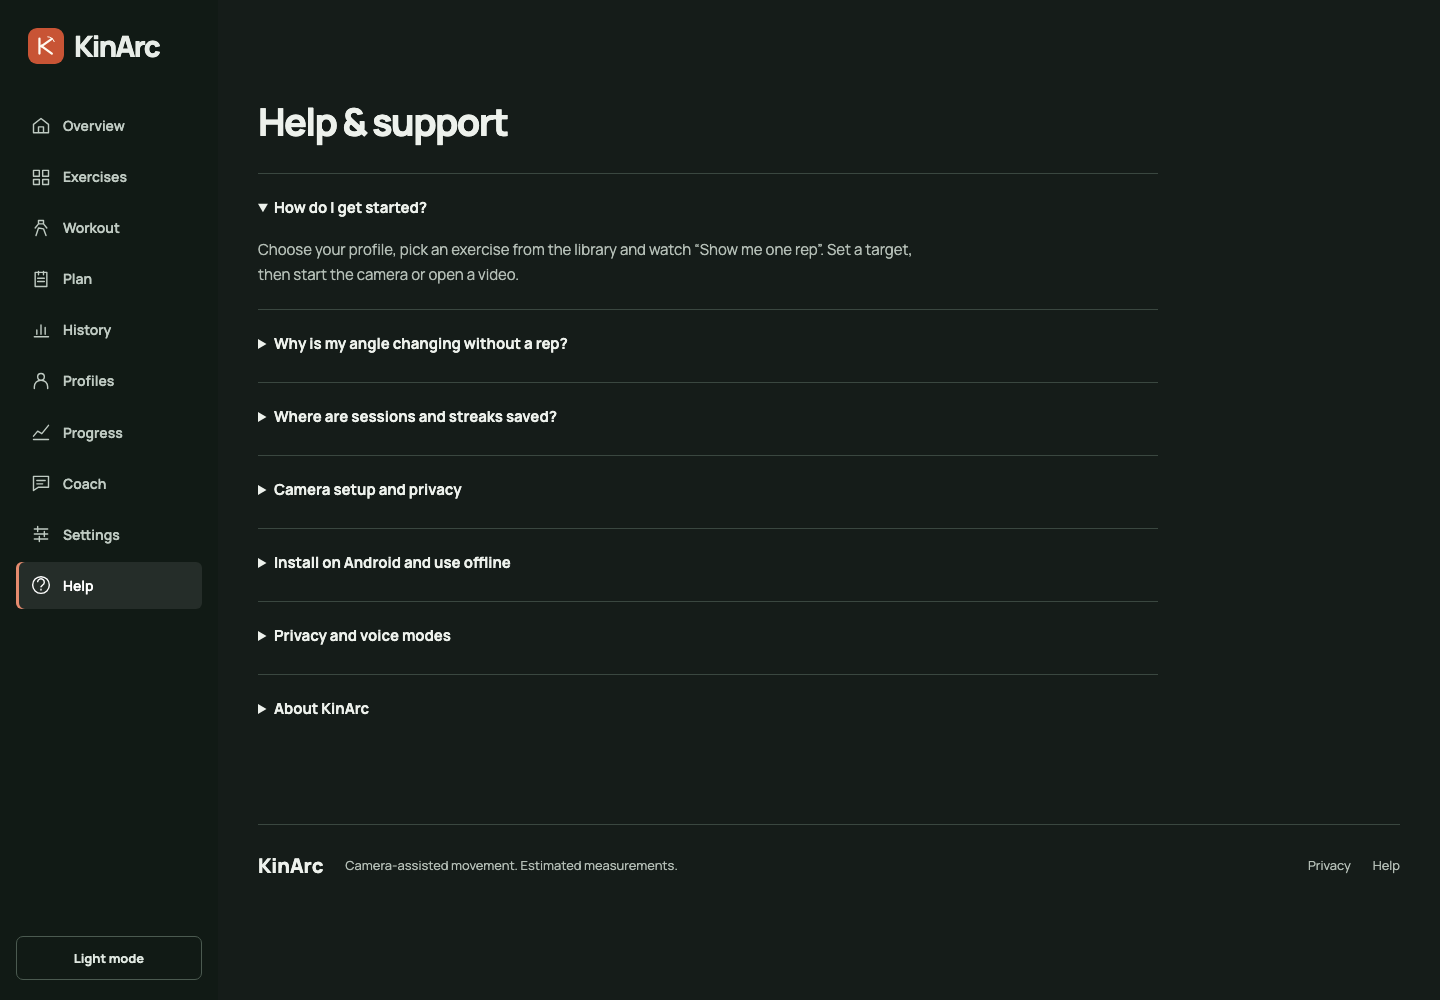 KinArc
Overview
Exercises
Workout
Plan
History
Profiles
Progress
Coach
Settings
Help
Light mode
Help & support
How do I get started?
Choose your profile, pick an exercise from the library and watch “Show me one rep”. Set a target,
then start the camera or open a video.
Why is my angle changing without a rep?
Where are sessions and streaks saved?
Camera setup and privacy
Install on Android and use offline
Privacy and voice modes
About KinArc
KinArc Camera-assisted movement. Estimated measurements. Privacy Help